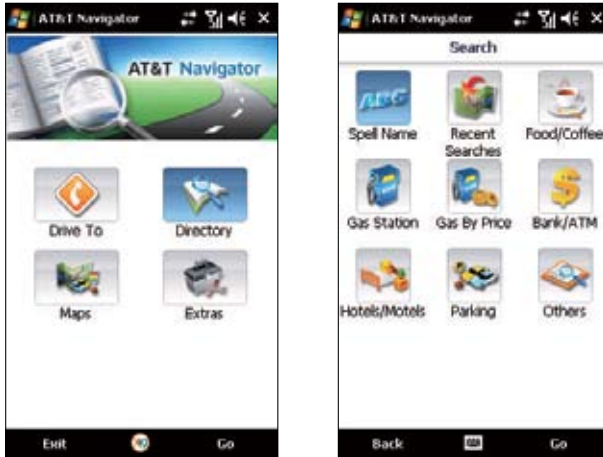 AT&T Navigator
AT&T Navigator
Drive To
Directory
Maps
Extras
Exit
Go
AT&T Navigator
Search
ABC
Spell Name
Recent
Searches
Food/Coffee
Gas Station
Gas By Price
Bank/ATM
Hotels/Motels
Parking
Others
Back
Go